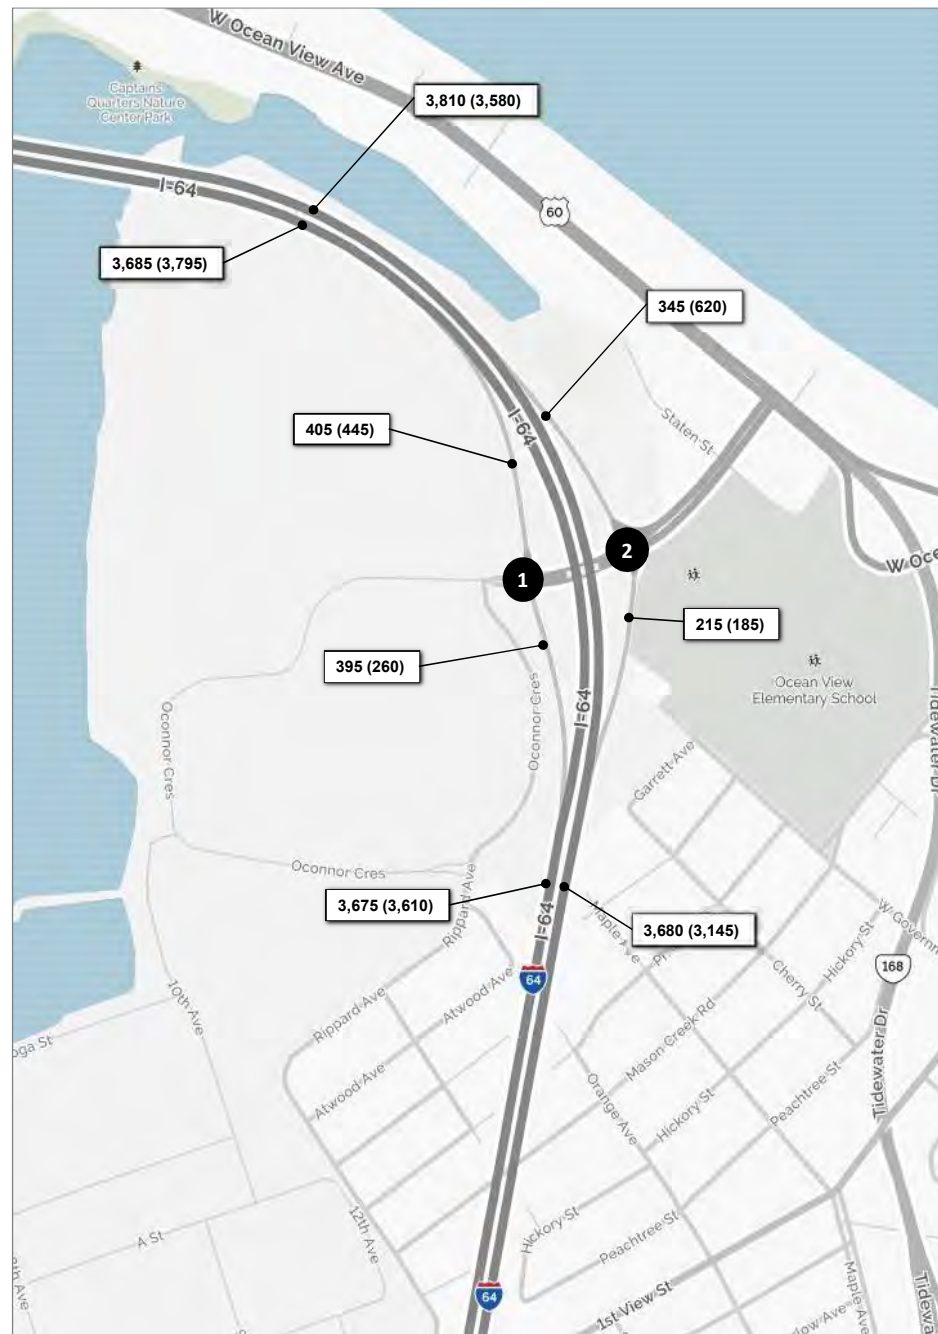 W Ocean View Ave
Captains
Quarters Nature
Center Park
3,810 (3,580)
I-64
60
3,685 (3,795)
345 (620)
I-64
Staten St
405 (445)
2
1
W Oce
215 (185)
395 (260)
Ocean View
Elementary School
Oconnor Cres
Oconnor Cres
I-64
Tidewater Dr
Garrett Ave
Oconnor Cres
Rippard Ave
3,675 (3,610)
I-64
Maple Ave
3,680 (3,145)
W Governm
Hickory St
Cherry St
168
64
Atwood Ave
Rippard Ave
10th Ave
Mason Creek Rd
oga St
Atwood Ave
Orange Ave
Hickory St
Peachtree St
Tidewater Dr
12th Ave
A St
Hickory St
Peachtree St
64
1st View St
Maple Ave
Tidewa